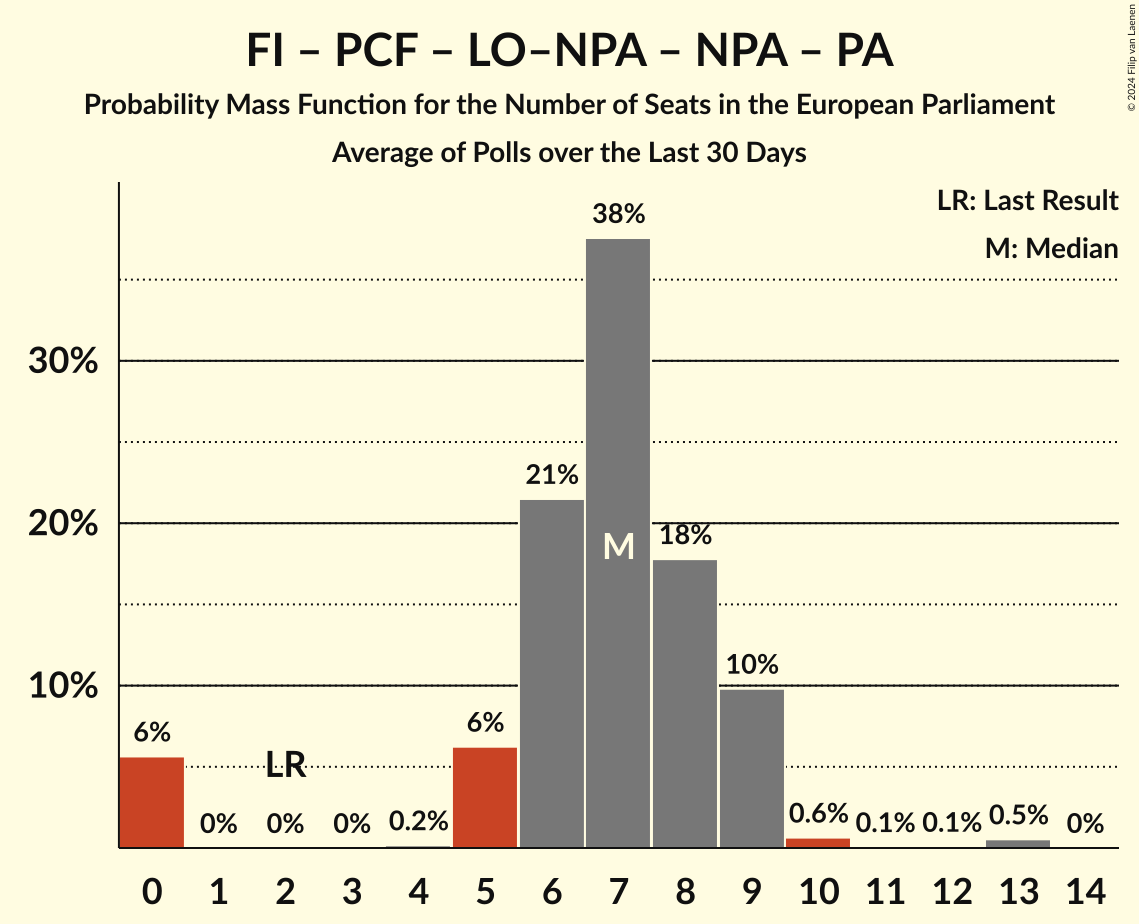 FI – PCF – LO–NPA – NPA – PA
Probability Mass Function for the Number of Seats in the European Parliament
Average of Polls over the Last 30 Days
© 2024 Filip van Laenen
LR: Last Result
M: Median
38%
30%
21%
20%
18%
M
10%
10%
6%
6%
LR
0%
0%
0%
0.2%
0.6%
0.1%
0.1%
0.5%
0%
0 1 2 3 4 5 6 7 8 9 10 11 12 13 14